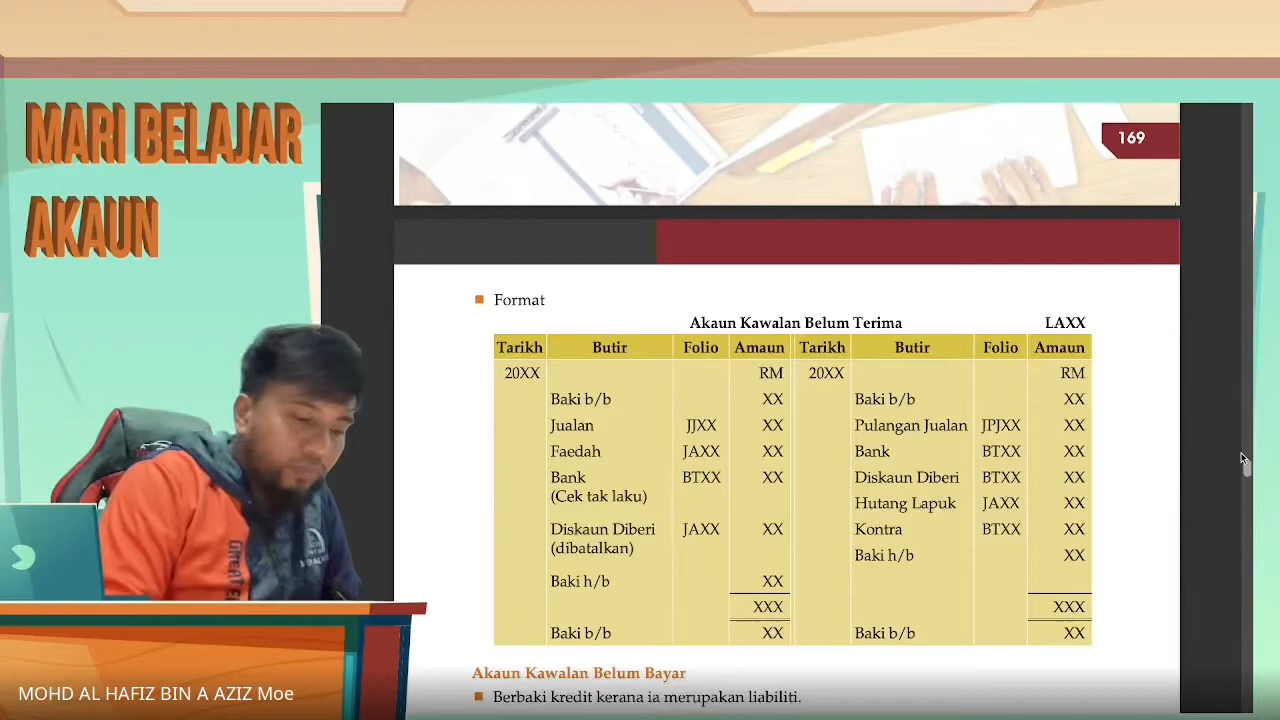 MARI BELAJAR
AKAUN
169
Format
Akaun Kawalan Belum Terima LAXX
Tarikh Butir Folio Amaun Tarikh Butir Folio Amaun
20XX RM 20XX RM
Baki b/b XX Baki b/b XX
Jualan JJXX XX Pulangan Jualan JPJXX XX
Faedah JAXX XX Bank BTXX XX
Bank BTXX XX Diskaun Diberi BTXX XX
(Cek tak laku)
Hutang Lapuk JAXX XX
Diskaun Diberi JAXX XX Kontra BTXX XX
(dibatalkan)
Baki h/b XX
Baki h/b XX
XXX XXX
Baki b/b XX Baki b/b XX
Akaun Kawalan Belum Bayar
Berbaki kredit kerana ia merupakan liabiliti.
MOHD AL HAFIZ BIN A AZIZ Moe